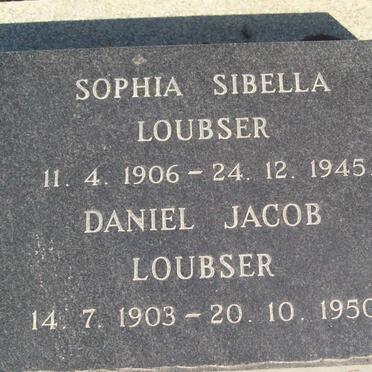 SOPHIA SIBELLA
LOUBSER
11. 4. 1906 – 24. 12. 1945.
DANIEL JACOB
LOUBSER
14. 7. 1903 – 20. 10. 1950